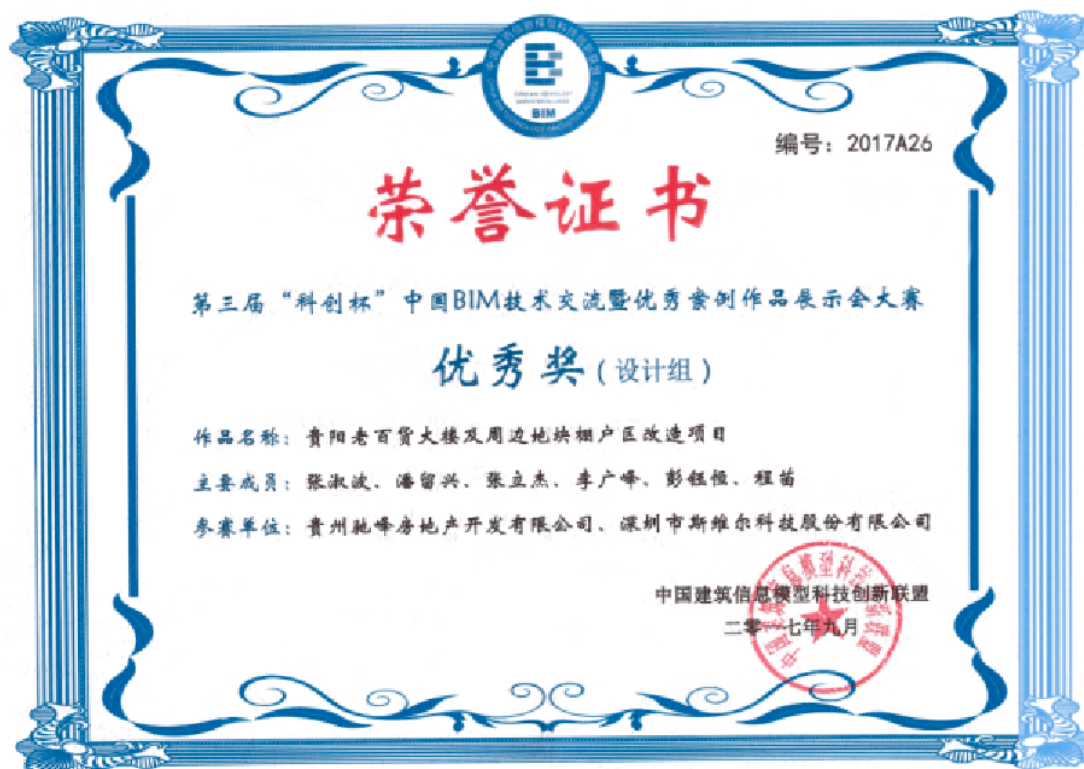 BIM
编号：2017A26
荣誉证书
第三届“科创杯”中国BIM技术交流暨优秀案例作品展示会大赛
优秀奖（设计组）
作品名称：贵阳老百货大楼及周边地块棚户区改造项目
主要成员：张淑波、潘留兴、张立杰、李广峰、彭钰恒、程苗
参赛单位：贵州驰峰房地产开发有限公司、深圳市斯维尔科技股份有限公司
中国建筑信息模型科技创新联盟
二零一七年九月